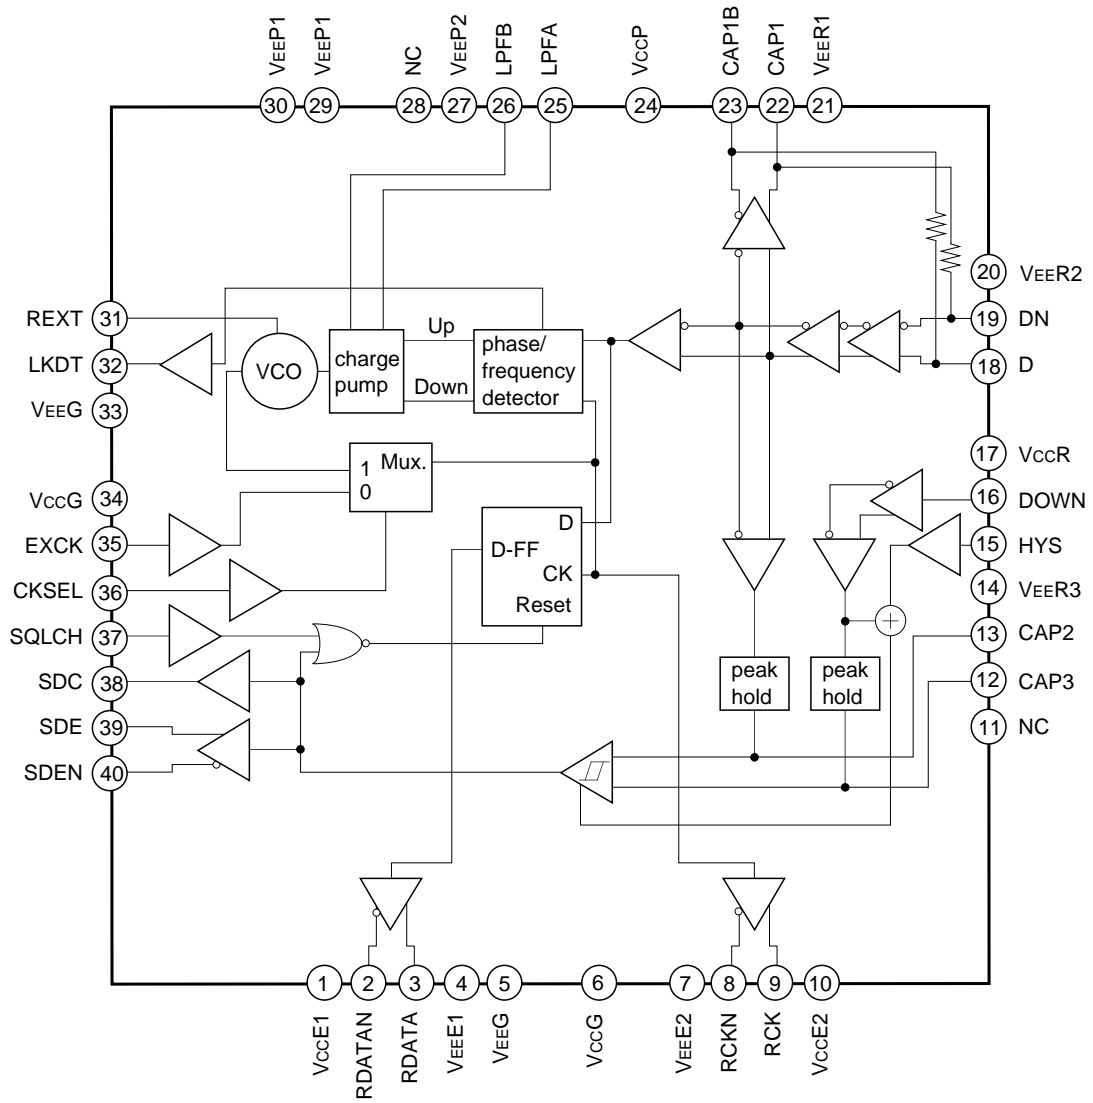 VEEP1
VEEP1
NC
VEEP2
LPFB
LPFA
VCCP
CAP1B
CAP1
VEER1
30
29
28
27
26
25
24
23
22
21
20
VEER2
REXT
31
19
DN
LKDT
32
18
D
VEEG
33
VCO
charge
pump
Up
Down
phase/
frequency
detector
17
VCCR
1
0
Mux.
VCCG
34
16
DOWN
EXCK
35
15
HYS
CKSEL
36
14
VEER3
D
D-FF
CK
Reset
SQLCH
37
+
13
CAP2
SDC
38
peak
hold
peak
hold
12
CAP3
SDE
39
11
NC
SDEN
40
1
2
3
4
5
6
7
8
9
10
VCCE1
RDATAN
RDATA
VEEE1
VEEG
VCCG
VEEE2
RCKN
RCK
VCCE2